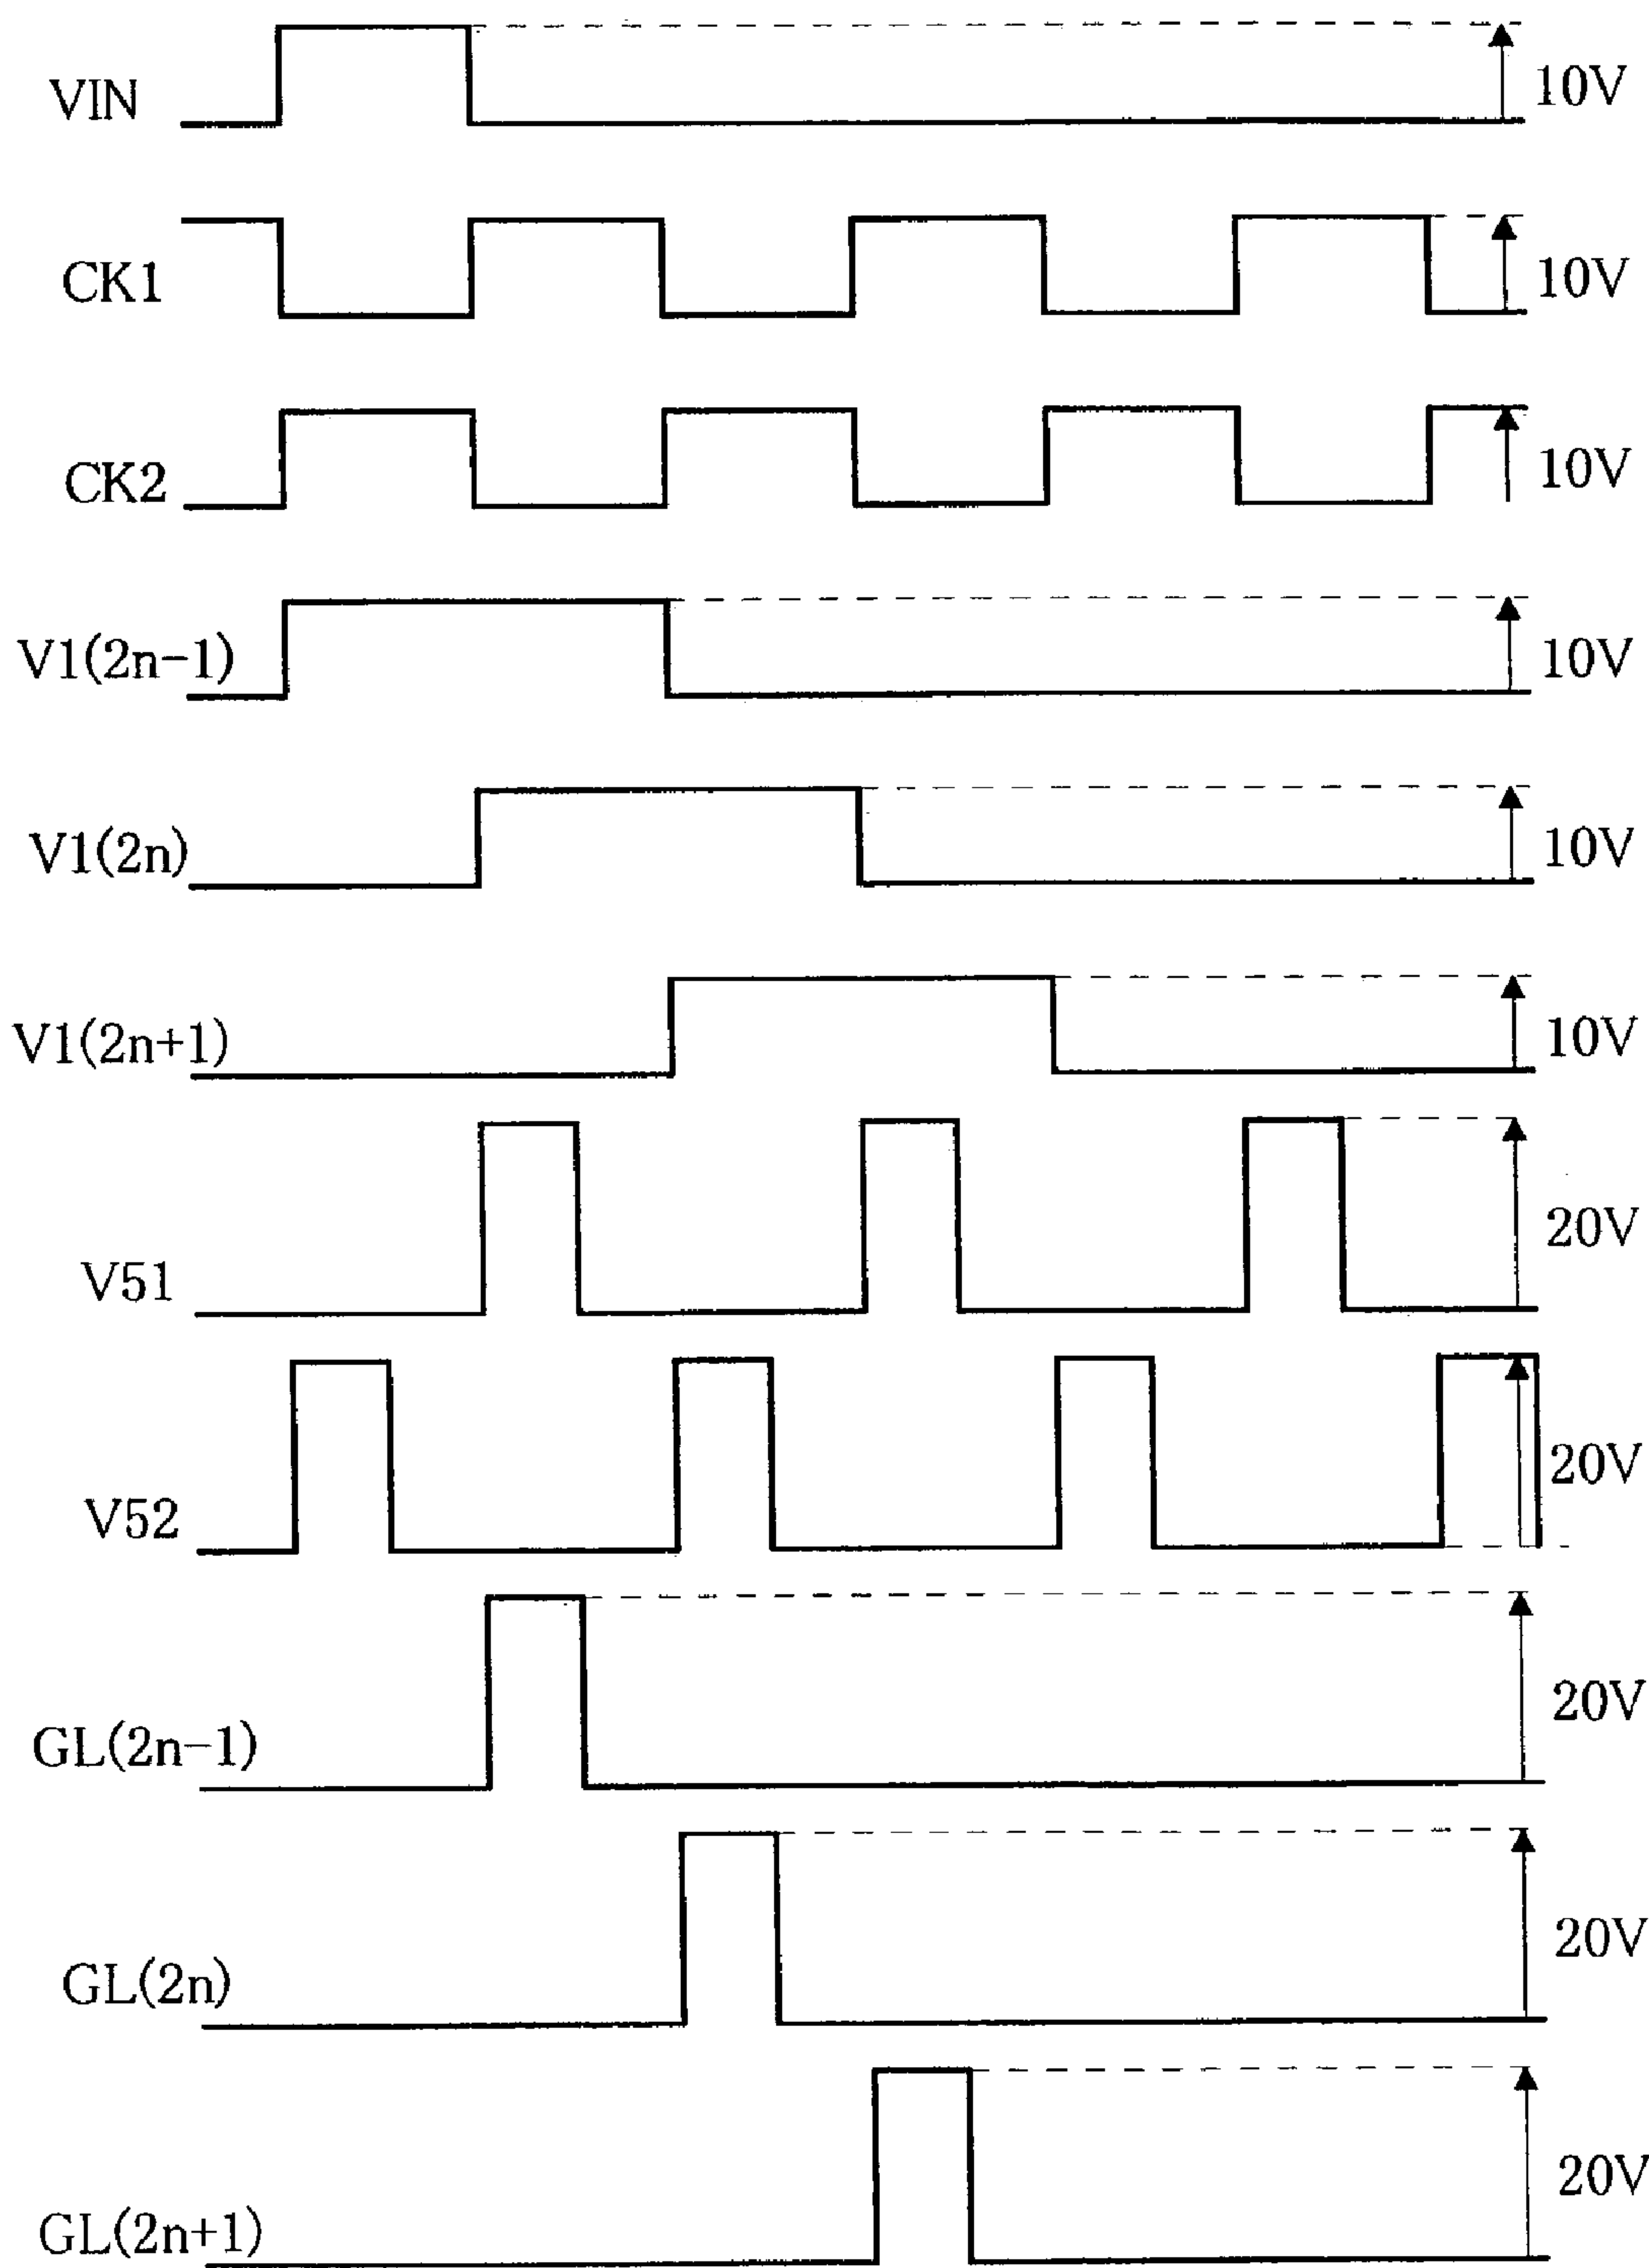 VIN 10V
CK1 10V
CK2 10V
V1(2n-1) 10V
V1(2n) 10V
V1(2n+1) 10V
V51 20V
V52 20V
GL(2n-1) 20V
GL(2n) 20V
GL(2n+1) 20V